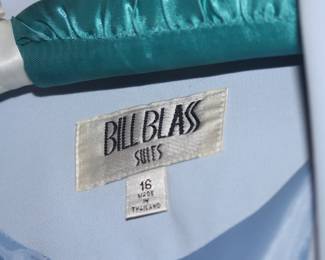 BILL BLASS
SUITS
16
MADE
IN
THAILAND